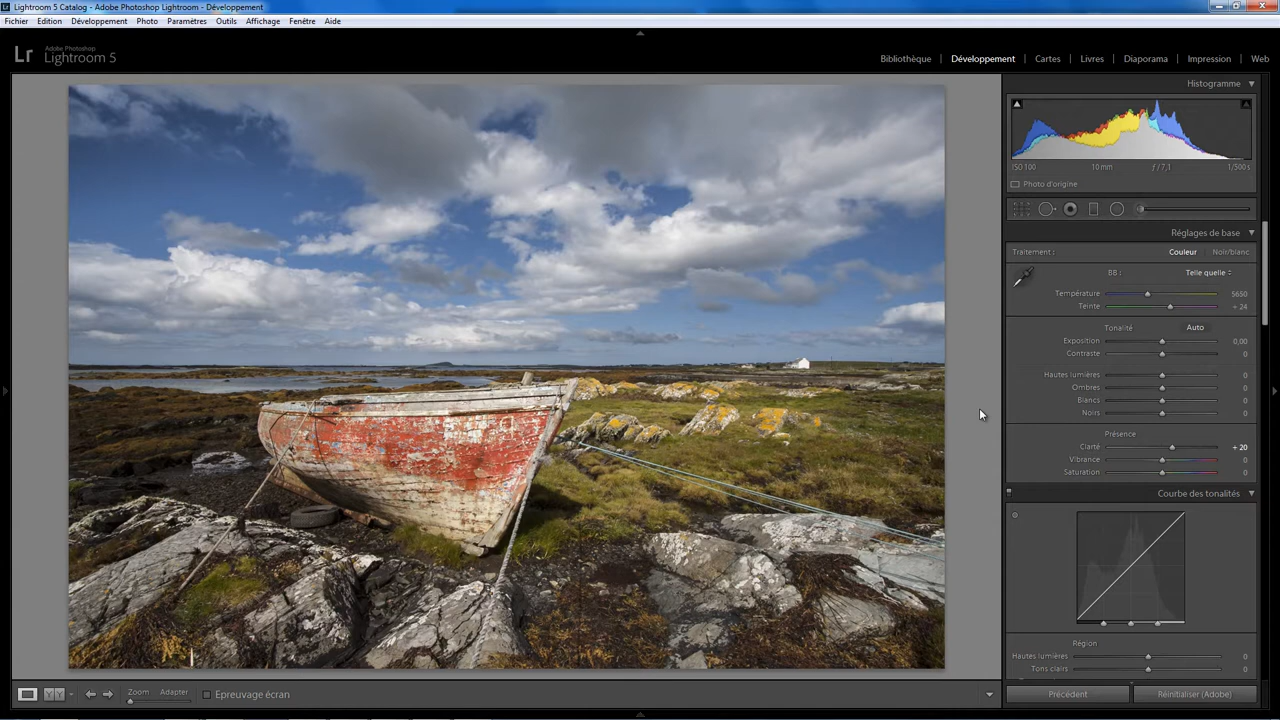 Lightroom 5 Catalog - Adobe Photoshop Lightroom - Développement
Fichier Edition Développement Photo Paramètres Outils Affichage Fenêtre Aide
Lr Adobe Photoshop
Lightroom 5
Bibliothèque | Développement | Cartes | Livres | Diaporama | Impression | Web
Histogramme
ISO 100 10 mm ƒ / 7,1 1/500 s
Photo d'origine
Réglages de base
Traitement : Couleur Noir/blanc
BB : Telle quelle
Température 5650
Teinte + 24
Tonalité Auto
Exposition 0,00
Contraste 0
Hautes lumières 0
Ombres 0
Blancs 0
Noirs 0
Présence
Clarté + 20
Vibrance 0
Saturation 0
Courbe des tonalités
Région
Hautes lumières 0
Tons clairs 0
YY Zoom Adapter Epreuvage écran
Précédent Réinitialiser (Adobe)